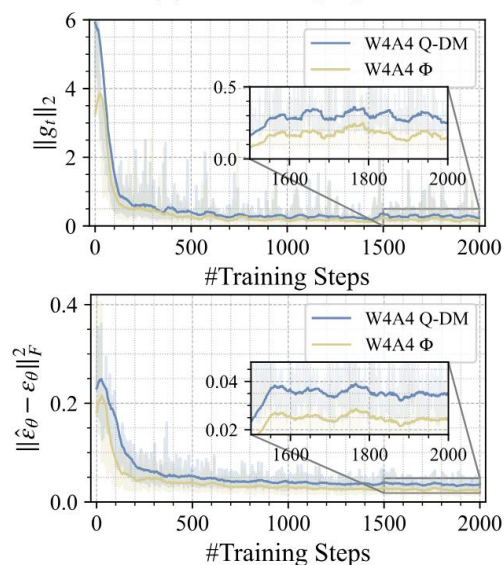 6
4
2
0
||g_t||_2
W4A4 Q-DM
W4A4 Φ
0.5
0.0
1600 1800 2000
0 500 1000 1500 2000
#Training Steps
0.4
0.2
0.0
||ε̂_θ − ε_θ||²_F
W4A4 Q-DM
W4A4 Φ
0.04
0.02
1600 1800 2000
0 500 1000 1500 2000
#Training Steps